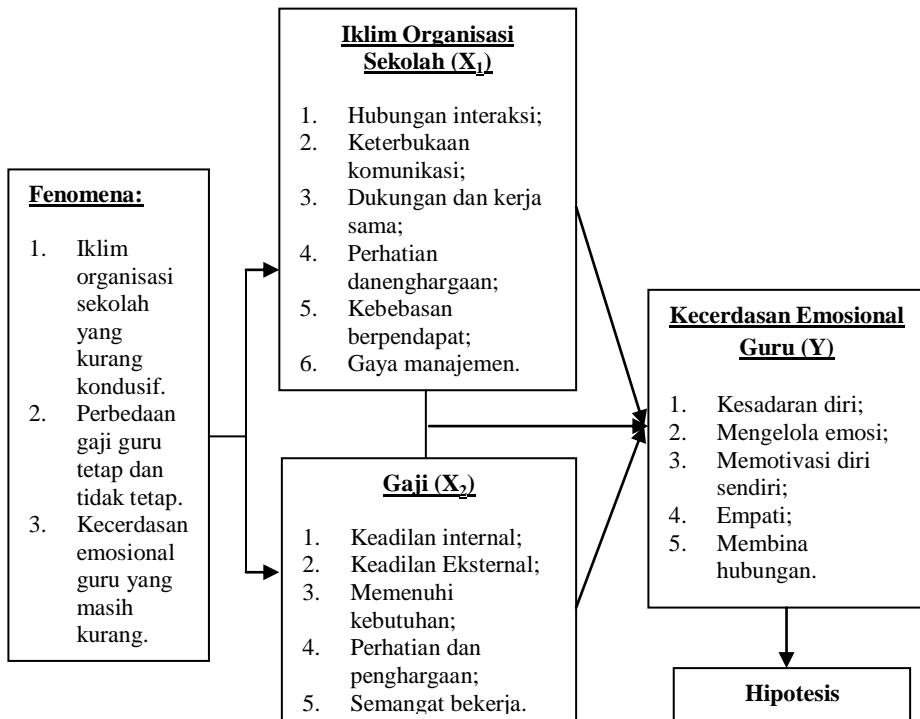 Fenomena:
1. Iklim
organisasi
sekolah
yang
kurang
kondusif.
2. Perbedaan
gaji guru
tetap dan
tidak tetap.
3. Kecerdasan
emosional
guru yang
masih
kurang.
Iklim Organisasi
Sekolah (X1)
1. Hubungan interaksi;
2. Keterbukaan
komunikasi;
3. Dukungan dan kerja
sama;
4. Perhatian
danenghargaan;
5. Kebebasan
berpendapat;
6. Gaya manajemen.
Gaji (X2)
1. Keadilan internal;
2. Keadilan Eksternal;
3. Memenuhi
kebutuhan;
4. Perhatian dan
penghargaan;
5. Semangat bekerja.
Kecerdasan Emosional
Guru (Y)
1. Kesadaran diri;
2. Mengelola emosi;
3. Memotivasi diri
sendiri;
4. Empati;
5. Membina
hubungan.
Hipotesis